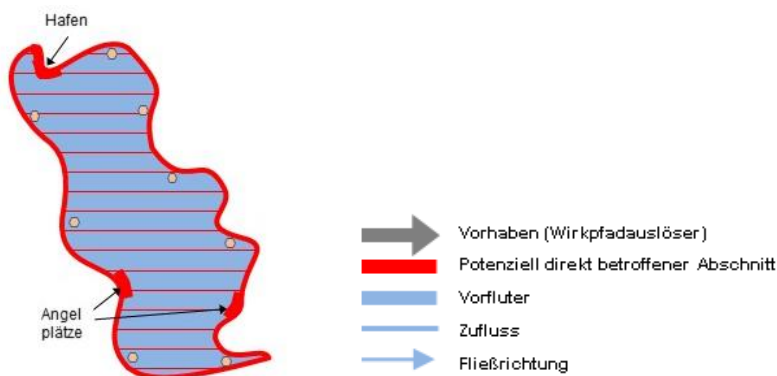 Hafen
Angel
plätze
Vorhaben (Wirkpfadauslöser)
Potenziell direkt betroffener Abschnitt
Vorfluter
Zufluss
Fließrichtung